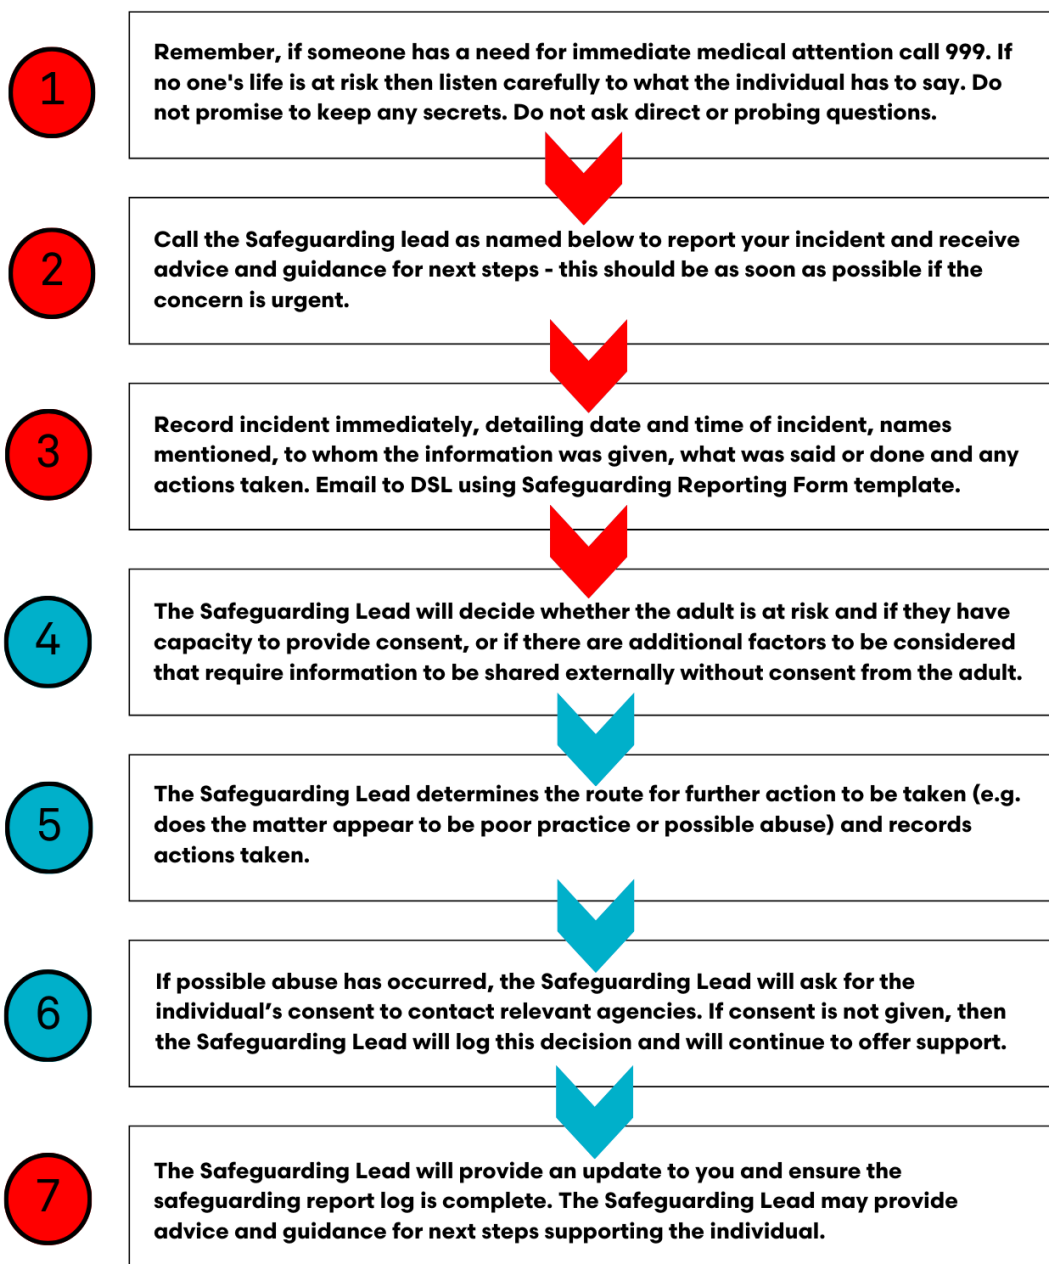 1
Remember, if someone has a need for immediate medical attention call 999. If
no one's life is at risk then listen carefully to what the individual has to say. Do
not promise to keep any secrets. Do not ask direct or probing questions.
2
Call the Safeguarding lead as named below to report your incident and receive
advice and guidance for next steps - this should be as soon as possible if the
concern is urgent.
3
Record incident immediately, detailing date and time of incident, names
mentioned, to whom the information was given, what was said or done and any
actions taken. Email to DSL using Safeguarding Reporting Form template.
4
The Safeguarding Lead will decide whether the adult is at risk and if they have
capacity to provide consent, or if there are additional factors to be considered
that require information to be shared externally without consent from the adult.
5
The Safeguarding Lead determines the route for further action to be taken (e.g.
does the matter appear to be poor practice or possible abuse) and records
actions taken.
6
If possible abuse has occurred, the Safeguarding Lead will ask for the
individual’s consent to contact relevant agencies. If consent is not given, then
the Safeguarding Lead will log this decision and will continue to offer support.
7
The Safeguarding Lead will provide an update to you and ensure the
safeguarding report log is complete. The Safeguarding Lead may provide
advice and guidance for next steps supporting the individual.